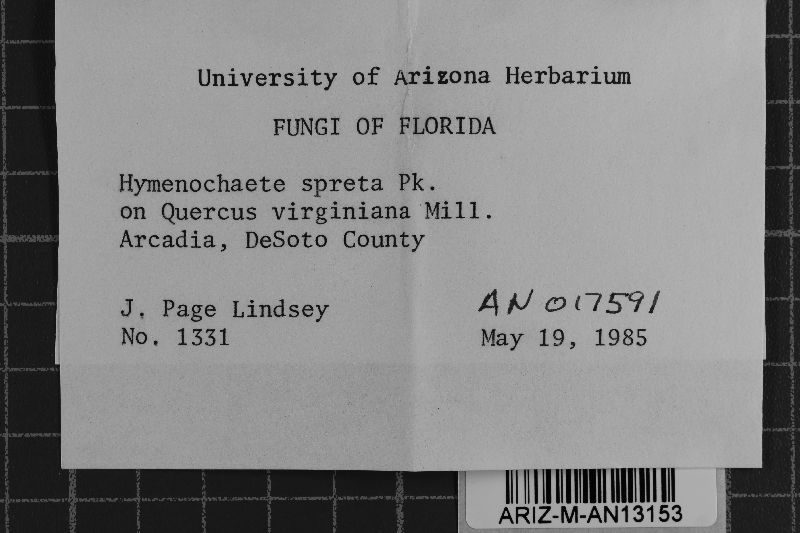 University of Arizona Herbarium
FUNGI OF FLORIDA
Hymenochaete spreta Pk.
on Quercus virginiana Mill.
Arcadia, DeSoto County
J. Page Lindsey
AN 017591
No. 1331
May 19, 1985
ARIZ-M-AN13153